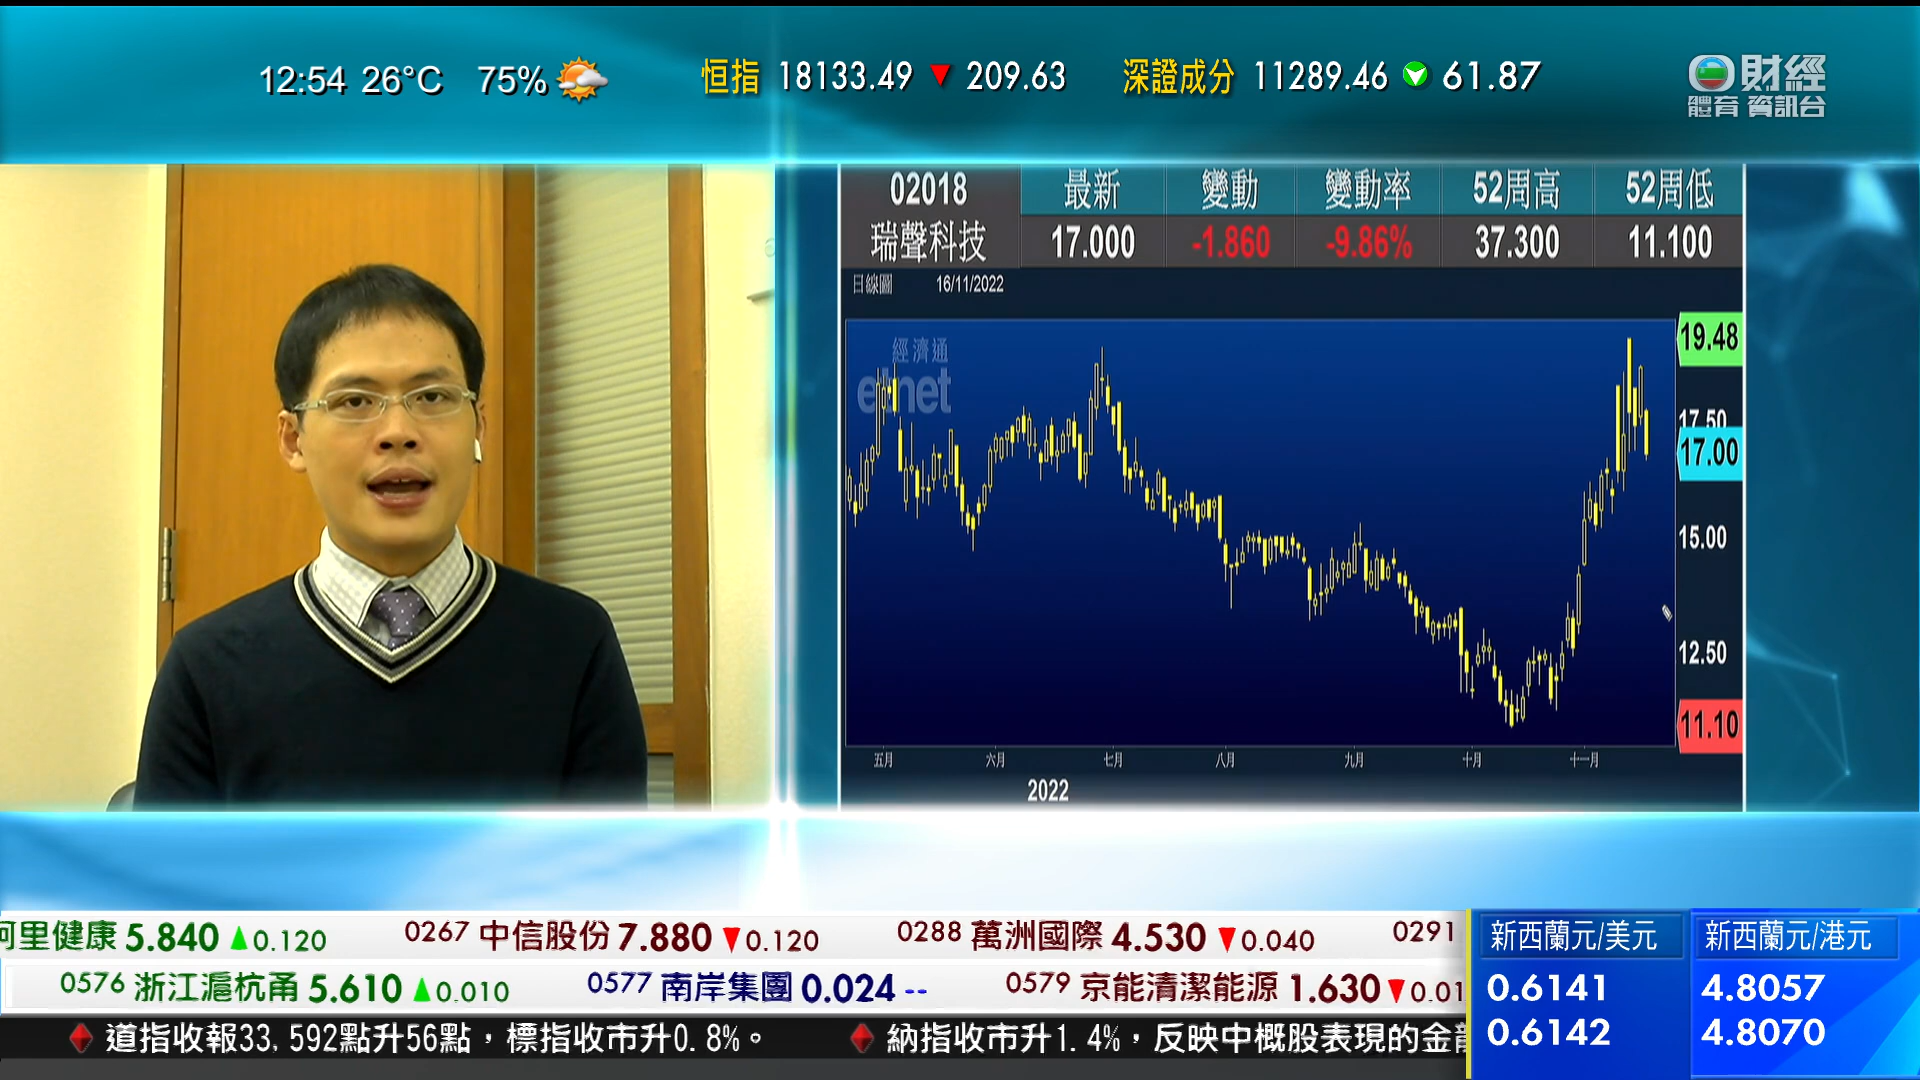 12:54 26°C 75%
恒指 18133.49 ▼ 209.63 深證成分 11289.46 61.87
財經
體育 資訊台
02018 最新 變動 變動率 52周高 52周低
瑞聲科技 17.000 -1.860 -9.86% 37.300 11.100
日線圖 16/11/2022
經濟通
etnet
19.48
17.50
17.00
15.00
12.50
11.10
五月 六月 七月 八月 九月 十月 十一月
2022
阿里健康 5.840 ▲0.120 0267 中信股份 7.880 ▼0.120 0288 萬洲國際 4.530 ▼0.040 0291
0576 浙江滬杭甬 5.610 ▲0.010 0577 南岸集團 0.024 -- 0579 京能清潔能源 1.630 ▼0.01
道指收報33,592點升56點，標指收市升0.8%。 納指收市升1.4%，反映中概股表現的金
新西蘭元/美元 新西蘭元/港元
0.6141 4.8057
0.6142 4.8070